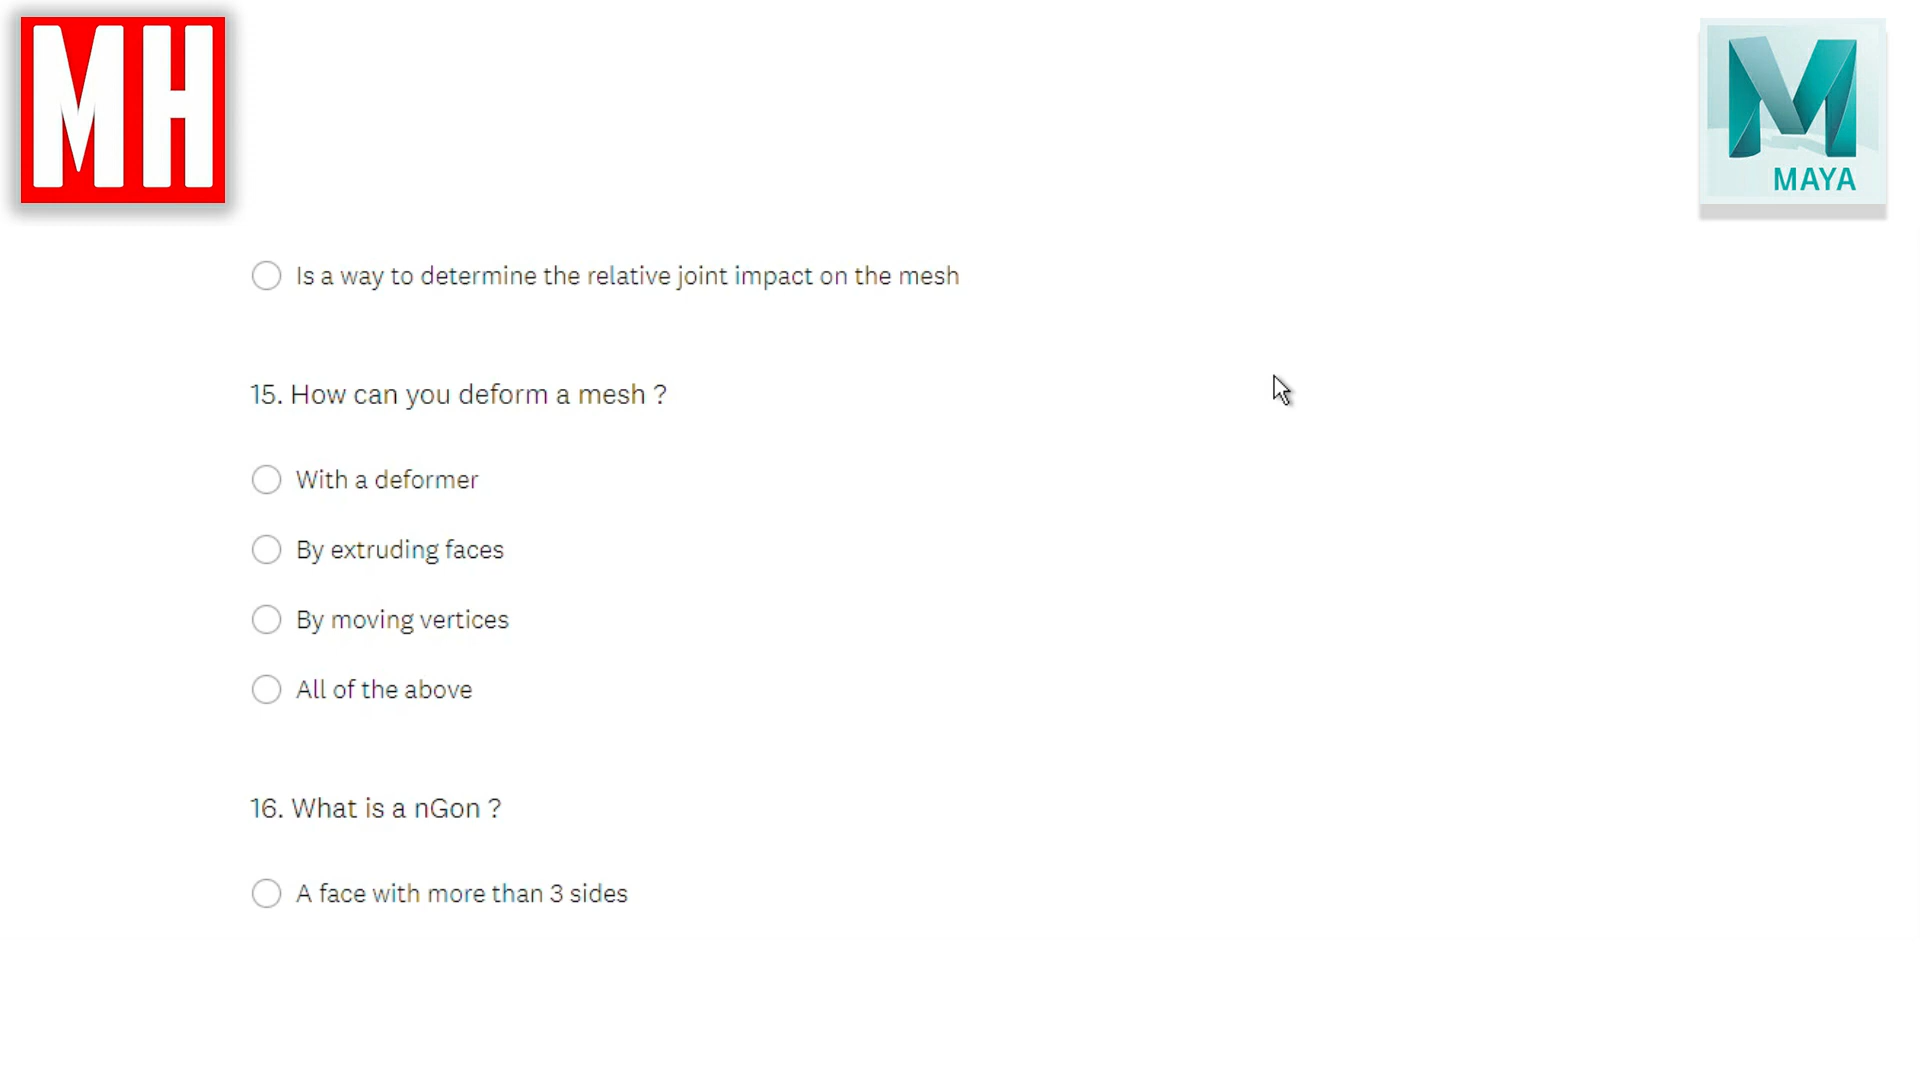 MH
MAYA
Is a way to determine the relative joint impact on the mesh
15. How can you deform a mesh ?
With a deformer
By extruding faces
By moving vertices
All of the above
16. What is a nGon ?
A face with more than 3 sides